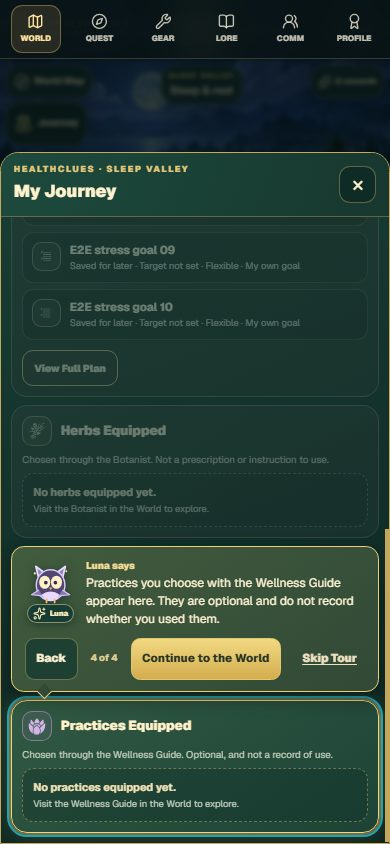 WORLD
QUEST
GEAR
LORE
COMM
PROFILE
World Map
Journey
HEALTHCLUES · SLEEP VALLEY
My Journey
E2E stress goal 09
Saved for later · Target not set · Flexible · My own goal
E2E stress goal 10
Saved for later · Target not set · Flexible · My own goal
View Full Plan
Herbs Equipped
Chosen through the Botanist. Not a prescription or instruction to use.
No herbs equipped yet.
Visit the Botanist in the World to explore.
Luna says
Practices you choose with the Wellness Guide
appear here. They are optional and do not record
whether you used them.
Luna
Back
4 of 4
Continue to the World
Skip Tour
Practices Equipped
Chosen through the Wellness Guide. Optional, and not a record of use.
No practices equipped yet.
Visit the Wellness Guide in the World to explore.